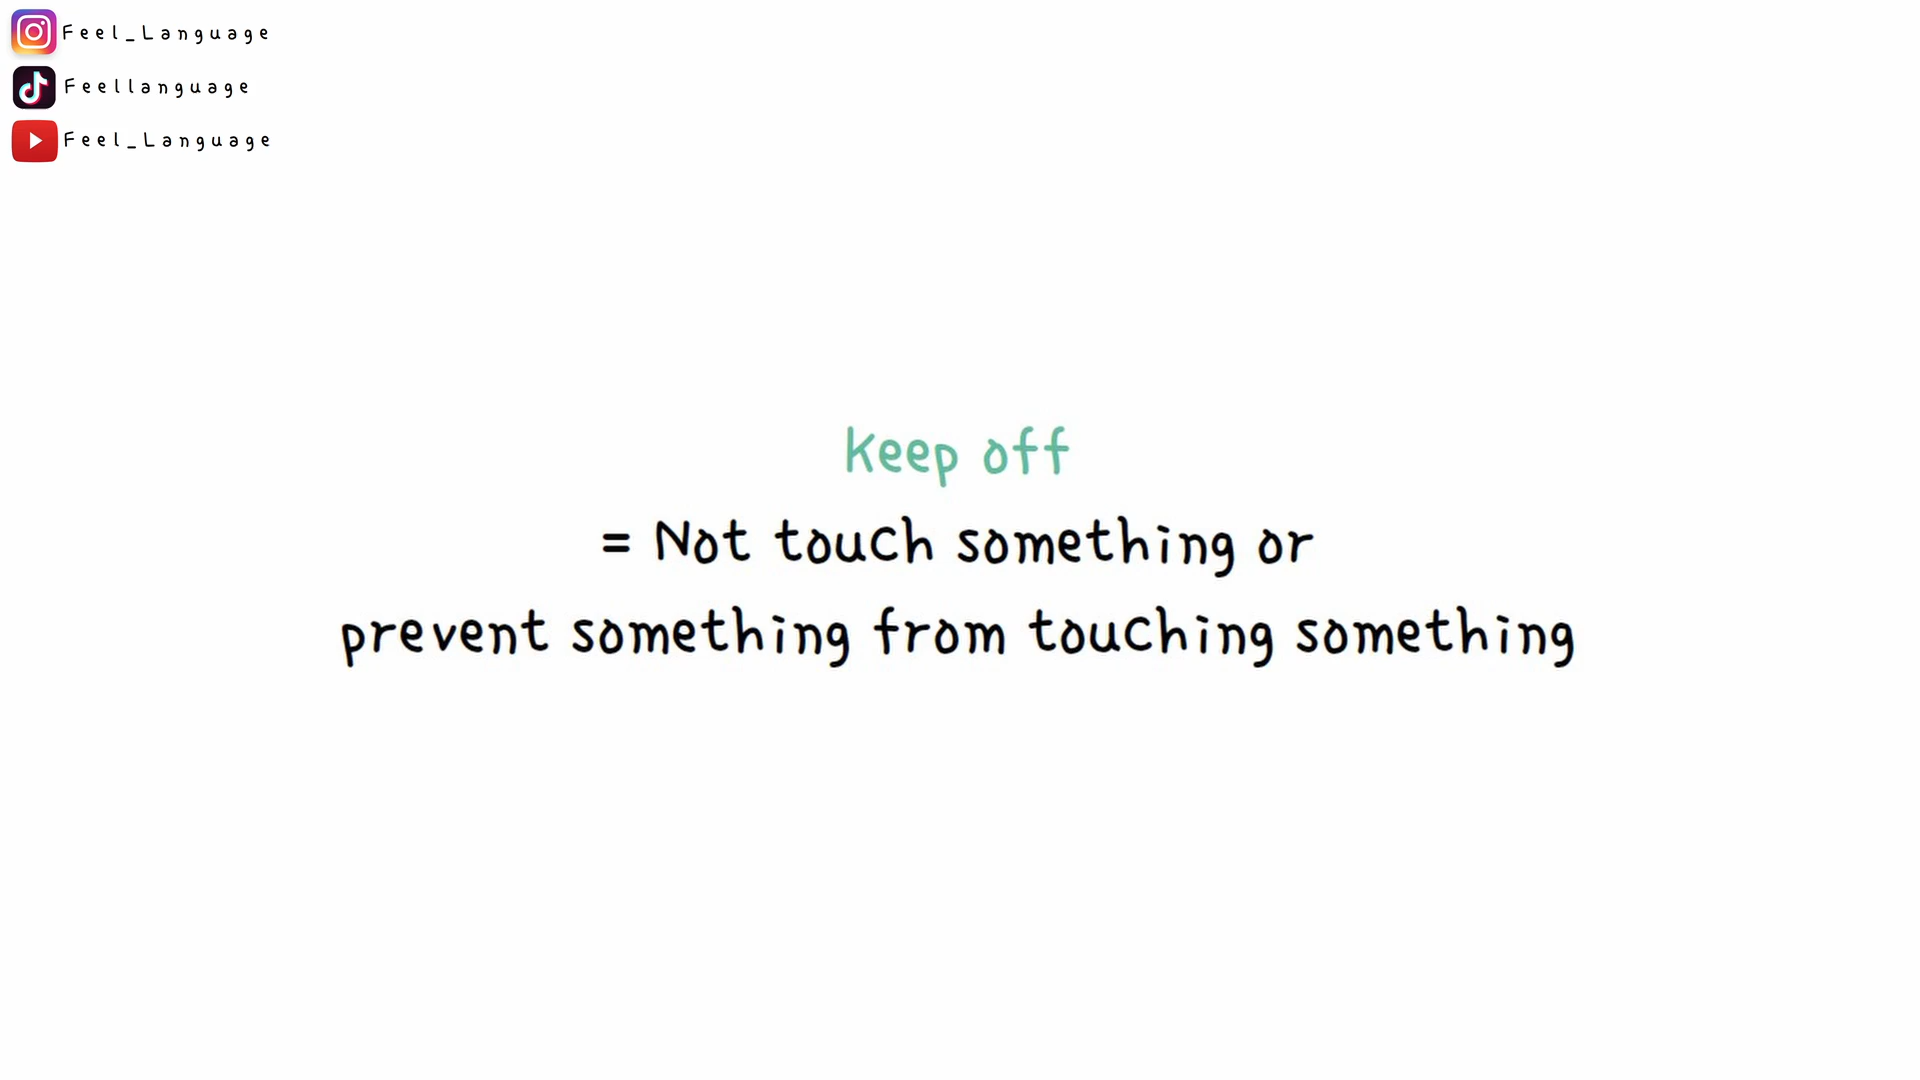 Feel_Language
Feellanguage
Feel_Language
keep off
= Not touch something or
prevent something from touching something